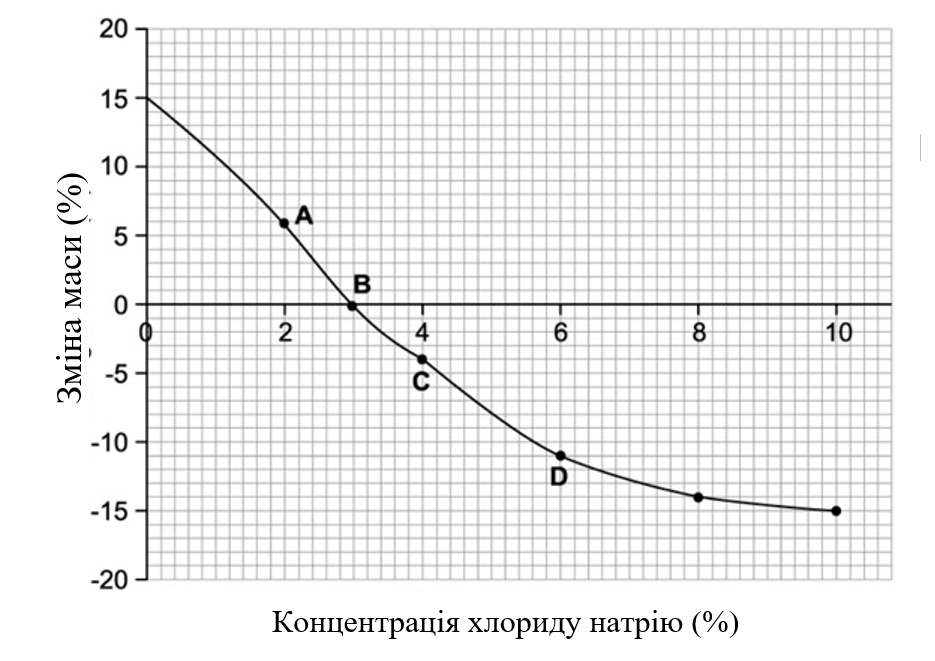 20
15
10
5
0
-5
-10
-15
-20
0 2 4 6 8 10
A
B
C
D
Зміна маси (%)
Концентрація хлориду натрію (%)